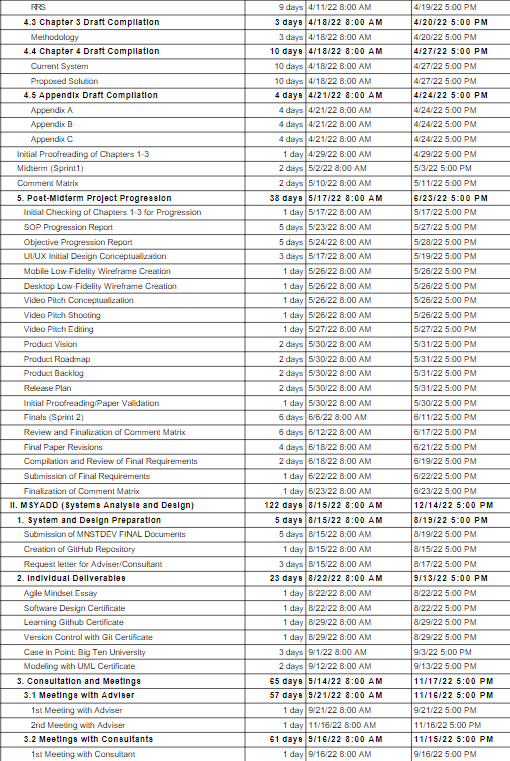 RRS 9 days 4/11/22 8:00 AM 4/19/22 5:00 PM
4.3 Chapter 3 Draft Compilation 3 days 4/18/22 8:00 AM 4/20/22 5:00 PM
Methodology 3 days 4/18/22 8:00 AM 4/20/22 5:00 PM
4.4 Chapter 4 Draft Compilation 10 days 4/18/22 8:00 AM 4/27/22 5:00 PM
Current System 10 days 4/18/22 8:00 AM 4/27/22 5:00 PM
Proposed Solution 10 days 4/18/22 8:00 AM 4/27/22 5:00 PM
4.5 Appendix Draft Compilation 4 days 4/21/22 8:00 AM 4/24/22 5:00 PM
Appendix A 4 days 4/21/22 8:00 AM 4/24/22 5:00 PM
Appendix B 4 days 4/21/22 8:00 AM 4/24/22 5:00 PM
Appendix C 4 days 4/21/22 8:00 AM 4/24/22 5:00 PM
Initial Proofreading of Chapters 1-3 1 day 4/29/22 8:00 AM 4/29/22 5:00 PM
Midterm (Sprint1) 2 days 5/2/22 8:00 AM 5/3/22 5:00 PM
Comment Matrix 2 days 5/10/22 8:00 AM 5/11/22 5:00 PM
5. Post-Midterm Project Progression 38 days 5/17/22 8:00 AM 6/23/22 5:00 PM
Initial Checking of Chapters 1-3 for Progression 1 day 5/17/22 8:00 AM 5/17/22 5:00 PM
SOP Progression Report 5 days 5/23/22 8:00 AM 5/27/22 5:00 PM
Objective Progression Report 5 days 5/24/22 8:00 AM 5/28/22 5:00 PM
UI/UX Initial Design Conceptualization 3 days 5/17/22 8:00 AM 5/19/22 5:00 PM
Mobile Low-Fidelity Wireframe Creation 1 day 5/26/22 8:00 AM 5/26/22 5:00 PM
Desktop Low-Fidelity Wireframe Creation 1 day 5/26/22 8:00 AM 5/26/22 5:00 PM
Video Pitch Conceptualization 1 day 5/26/22 8:00 AM 5/26/22 5:00 PM
Video Pitch Shooting 1 day 5/26/22 8:00 AM 5/26/22 5:00 PM
Video Pitch Editing 1 day 5/27/22 8:00 AM 5/27/22 5:00 PM
Product Vision 2 days 5/30/22 8:00 AM 5/31/22 5:00 PM
Product Roadmap 2 days 5/30/22 8:00 AM 5/31/22 5:00 PM
Product Backlog 2 days 5/30/22 8:00 AM 5/31/22 5:00 PM
Release Plan 2 days 5/30/22 8:00 AM 5/31/22 5:00 PM
Initial Proofreading/Paper Validation 1 day 5/30/22 8:00 AM 5/30/22 5:00 PM
Finals (Sprint 2) 6 days 6/6/22 8:00 AM 6/11/22 5:00 PM
Review and Finalization of Comment Matrix 6 days 6/12/22 8:00 AM 6/17/22 5:00 PM
Final Paper Revisions 4 days 6/18/22 8:00 AM 6/21/22 5:00 PM
Compilation and Review of Final Requirements 2 days 6/18/22 8:00 AM 6/19/22 5:00 PM
Submission of Final Requirements 1 day 6/22/22 8:00 AM 6/22/22 5:00 PM
Finalization of Comment Matrix 1 day 6/23/22 8:00 AM 6/23/22 5:00 PM
II. MSYADD (Systems Analysis and Design) 122 days 8/15/22 8:00 AM 12/14/22 5:00 PM
1. System and Design Preparation 5 days 8/15/22 8:00 AM 8/19/22 5:00 PM
Submission of MNSTDEV FINAL Documents 5 days 8/15/22 8:00 AM 8/19/22 5:00 PM
Creation of GitHub Repository 1 day 8/15/22 8:00 AM 8/15/22 5:00 PM
Request letter for Adviser/Consultant 3 days 8/15/22 8:00 AM 8/17/22 5:00 PM
2. Individual Deliverables 23 days 8/22/22 8:00 AM 9/13/22 5:00 PM
Agile Mindset Essay 1 day 8/22/22 8:00 AM 8/22/22 5:00 PM
Software Design Certificate 1 day 8/22/22 8:00 AM 8/22/22 5:00 PM
Learning Github Certificate 1 day 8/29/22 8:00 AM 8/29/22 5:00 PM
Version Control with Git Certificate 1 day 8/29/22 8:00 AM 8/29/22 5:00 PM
Case in Point: Big Ten University 3 days 9/1/22 8:00 AM 9/3/22 5:00 PM
Modeling with UML Certificate 2 days 9/12/22 8:00 AM 9/13/22 5:00 PM
3. Consultation and Meetings 65 days 9/14/22 8:00 AM 11/17/22 5:00 PM
3.1 Meetings with Adviser 57 days 9/21/22 8:00 AM 11/16/22 5:00 PM
1st Meeting with Adviser 1 day 9/21/22 8:00 AM 9/21/22 5:00 PM
2nd Meeting with Adviser 1 day 11/16/22 8:00 AM 11/16/22 5:00 PM
3.2 Meetings with Consultants 61 days 9/16/22 8:00 AM 11/15/22 5:00 PM
1st Meeting with Consultant 1 day 9/16/22 8:00 AM 9/16/22 5:00 PM